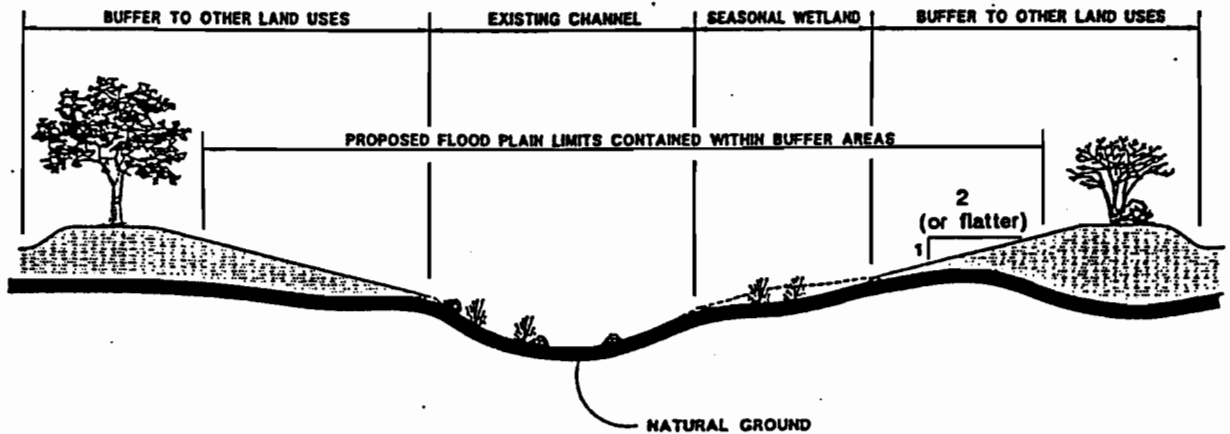 BUFFER TO OTHER LAND USES
EXISTING CHANNEL
SEASONAL WETLAND
BUFFER TO OTHER LAND USES
PROPOSED FLOOD PLAIN LIMITS CONTAINED WITHIN BUFFER AREAS
2
(or flatter)
1
NATURAL GROUND